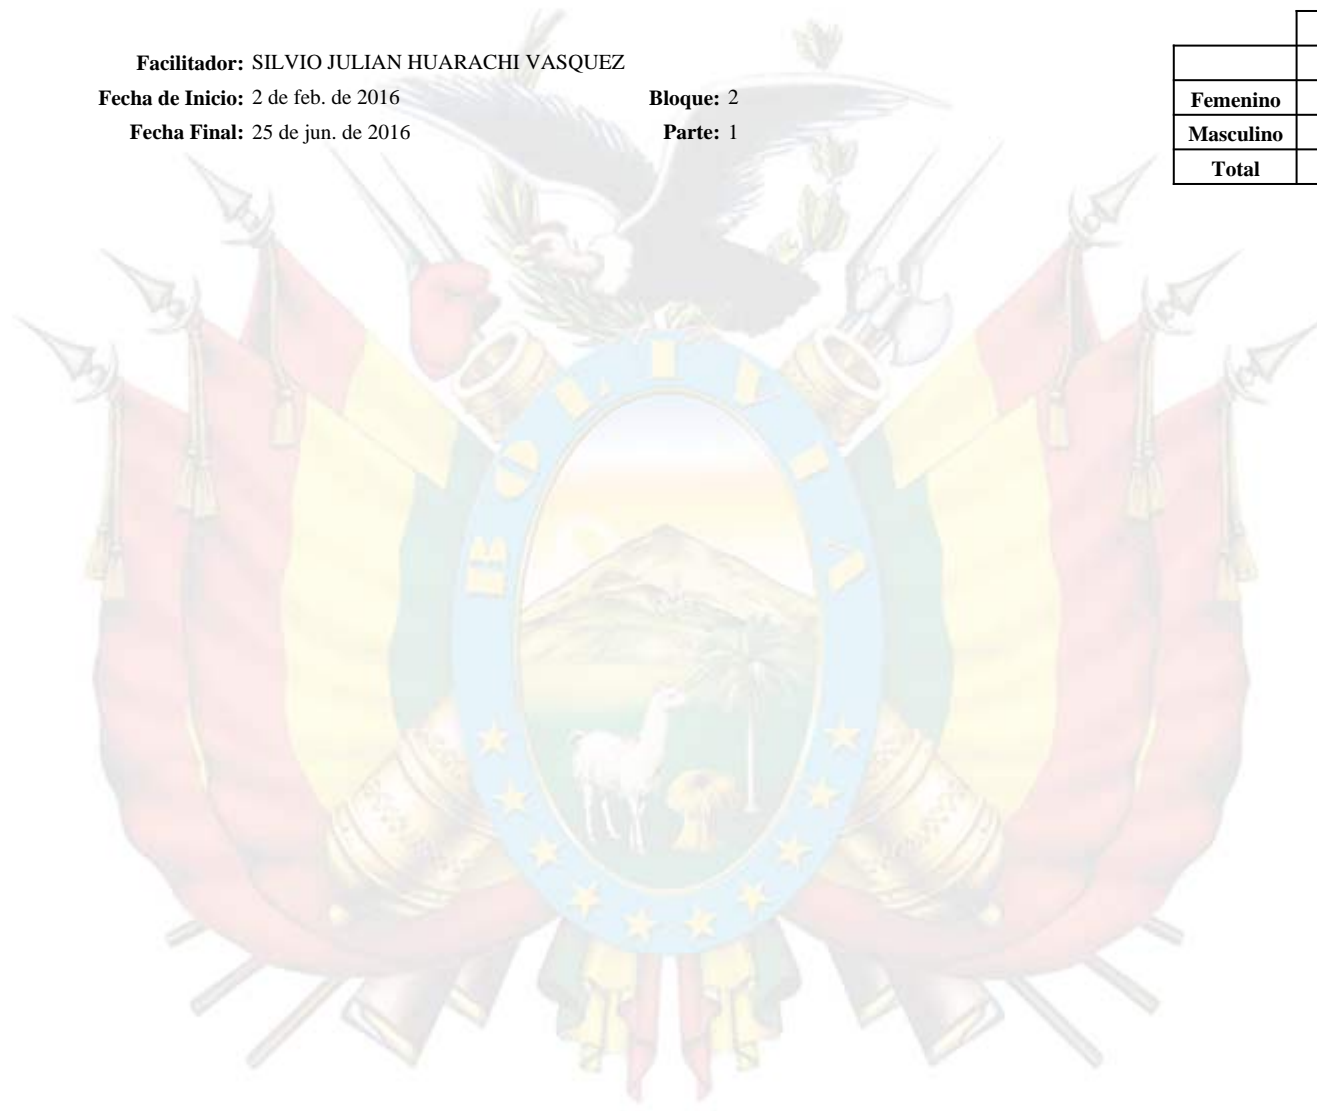 Facilitador: SILVIO JULIAN HUARACHI VASQUEZ
Fecha de Inicio: 2 de feb. de 2016 Bloque: 2
Fecha Final: 25 de jun. de 2016 Parte: 1
Femenino
Masculino
Total
BOLIVIA